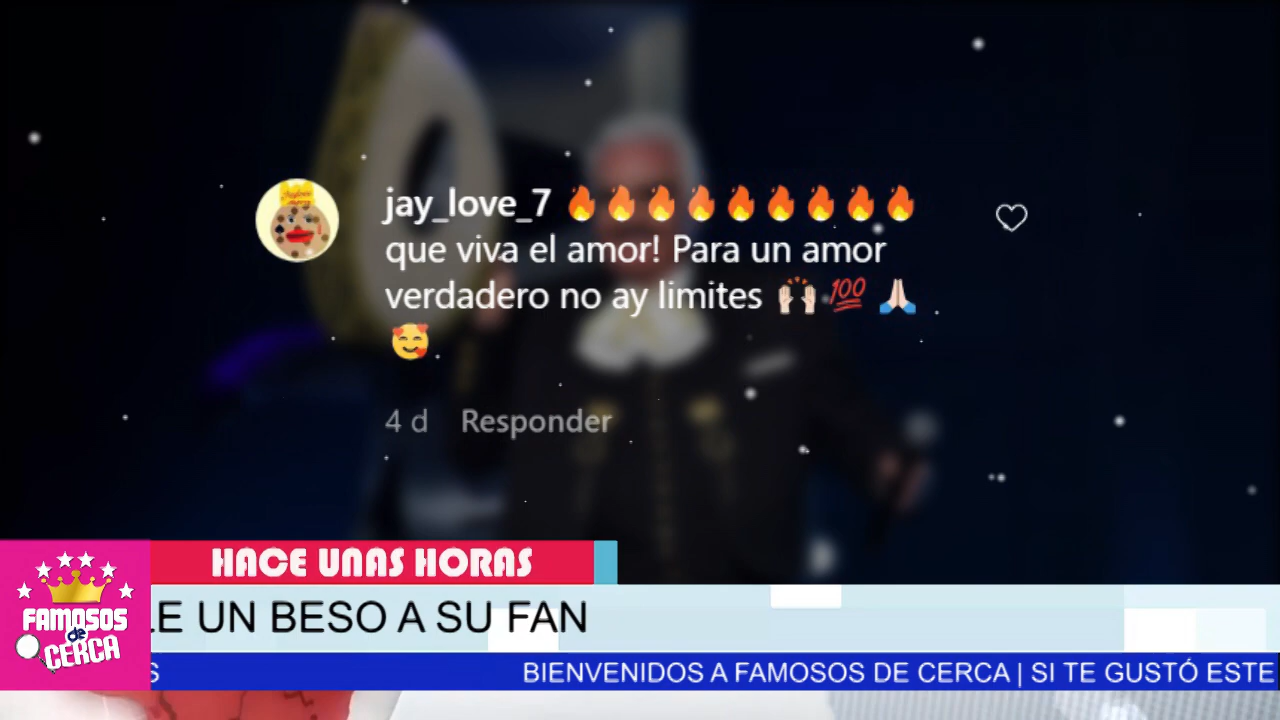 jay_love_7 🔥🔥🔥🔥🔥🔥🔥🔥🔥
que viva el amor! Para un amor
verdadero no ay limites 🙌🏻💯🙏🏻
🥰
4 d Responder
HACE UNAS HORAS
LE UN BESO A SU FAN
FAMOSOS
de
CERCA
S BIENVENIDOS A FAMOSOS DE CERCA | SI TE GUSTÓ ESTE